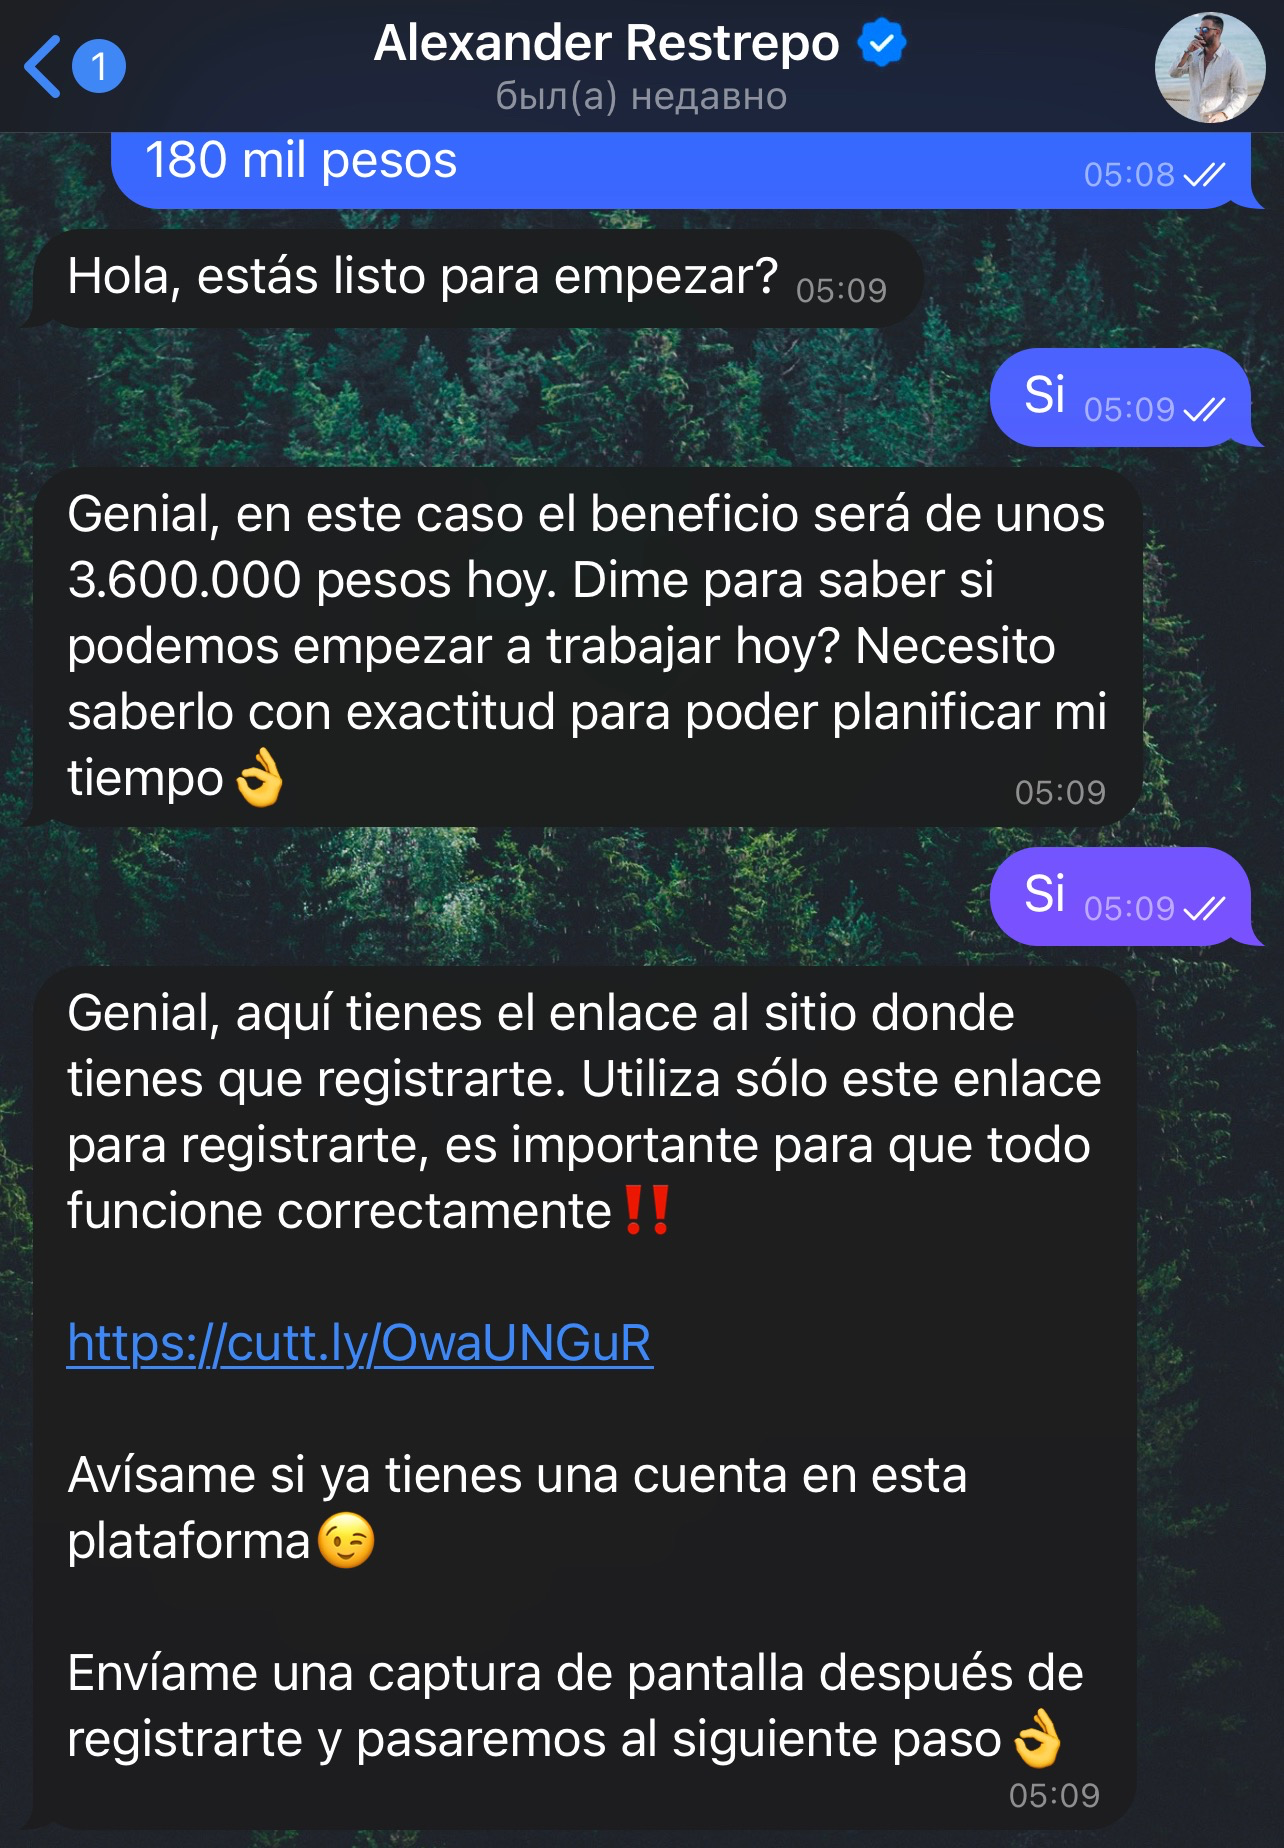 1
Alexander Restrepo
был(а) недавно
180 mil pesos
05:08
Hola, estás listo para empezar? 05:09
Si 05:09
Genial, en este caso el beneficio será de unos
3.600.000 pesos hoy. Dime para saber si
podemos empezar a trabajar hoy? Necesito
saberlo con exactitud para poder planificar mi
tiempo👌
05:09
Si 05:09
Genial, aquí tienes el enlace al sitio donde
tienes que registrarte. Utiliza sólo este enlace
para registrarte, es importante para que todo
funcione correctamente‼️
https://cutt.ly/OwaUNGuR
Avísame si ya tienes una cuenta en esta
plataforma😉
Envíame una captura de pantalla después de
registrarte y pasaremos al siguiente paso👌
05:09